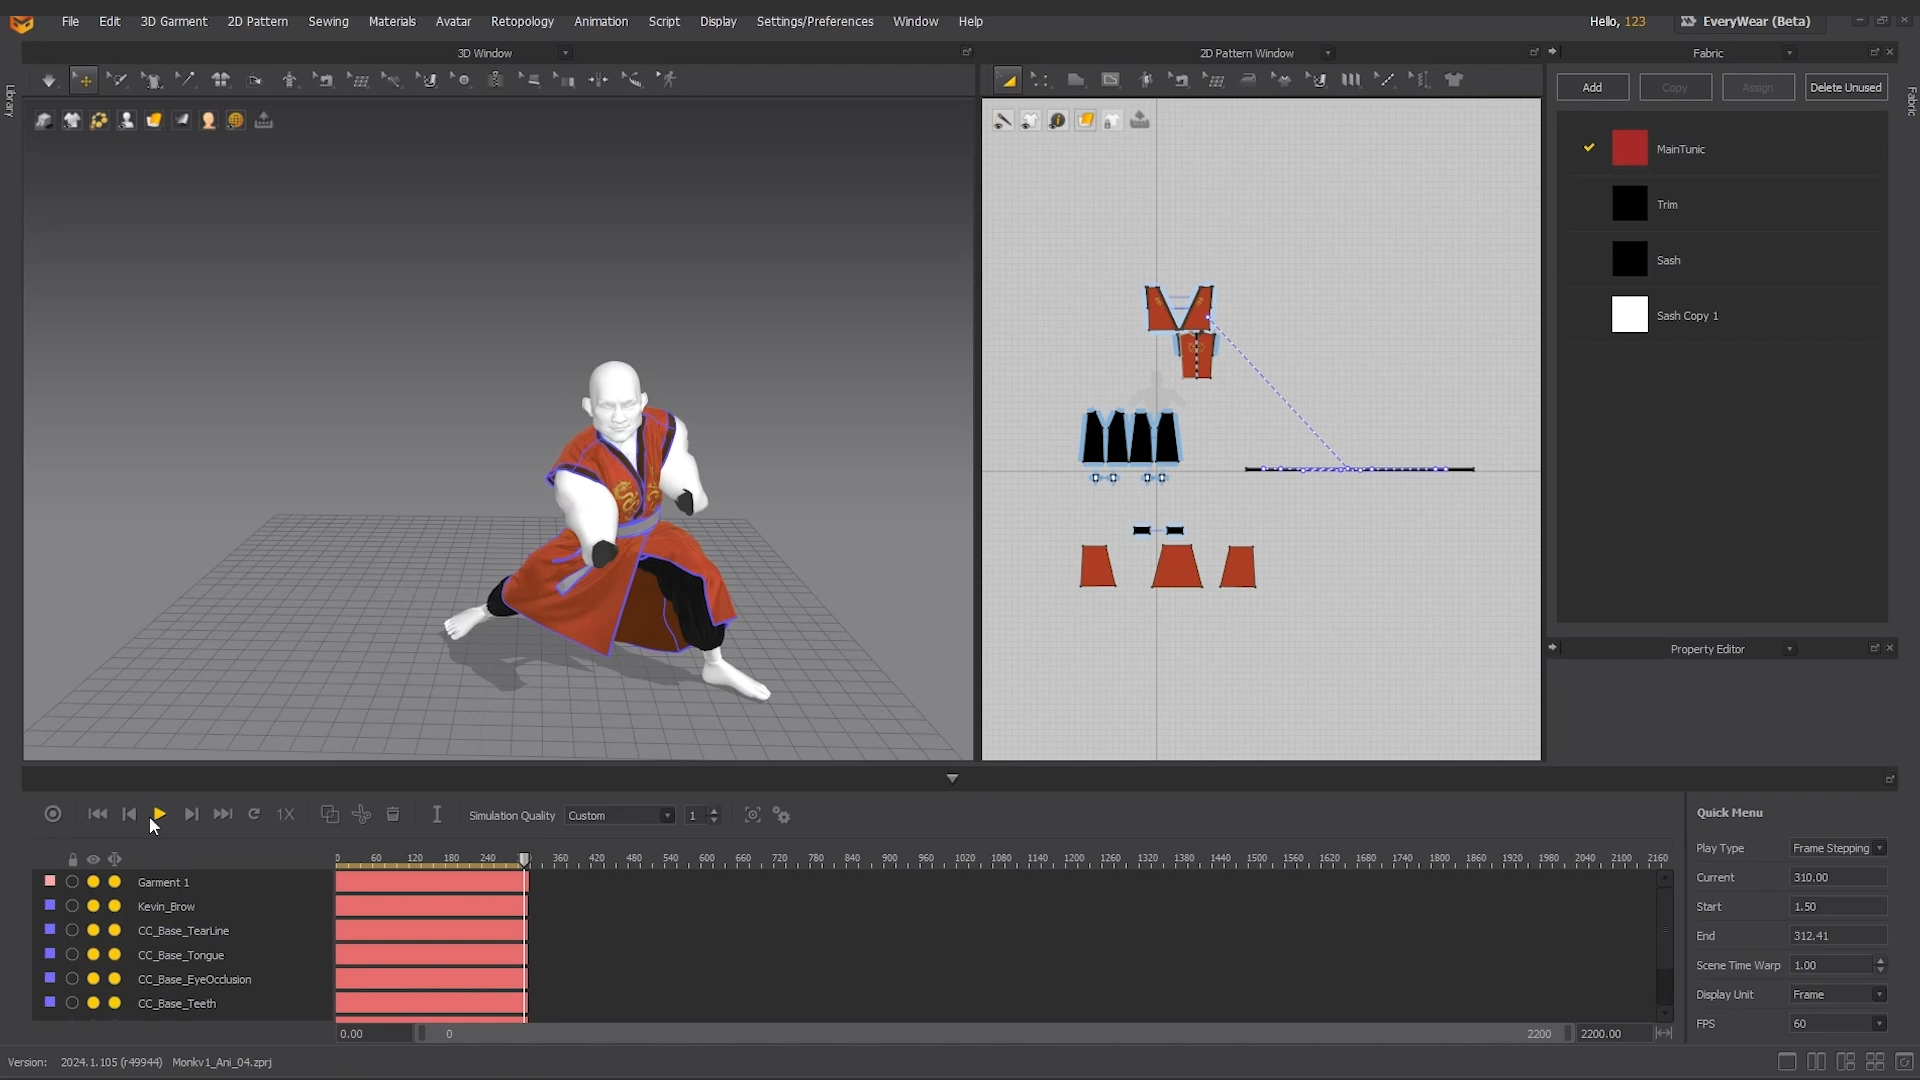 File Edit 3D Garment 2D Pattern Sewing Materials Avatar Retopology Animation Script Display Settings/Preferences Window Help Hello, 123 EveryWear (Beta)
3D Window 2D Pattern Window Fabric
Library
Fabric
Add Copy Assign Delete Unused
MainTunic
Trim
Sash
Sash Copy 1
Property Editor
1X Simulation Quality Custom 1
0 60 120 180 240 360 420 480 540 600 660 720 780 840 900 960 1020 1080 1140 1200 1260 1320 1380 1440 1500 1560 1620 1680 1740 1800 1860 1920 1980 2040 2100 2160
Garment 1
Kevin_Brow
CC_Base_TearLine
CC_Base_Tongue
CC_Base_EyeOcclusion
CC_Base_Teeth
0.00 0 2200 2200.00
Quick Menu
Play Type Frame Stepping
Current 310.00
Start 1.50
End 312.41
Scene Time Warp 1.00
Display Unit Frame
FPS 60
Version: 2024.1.105 (r49944) Monkv1_Ani_04.zprj